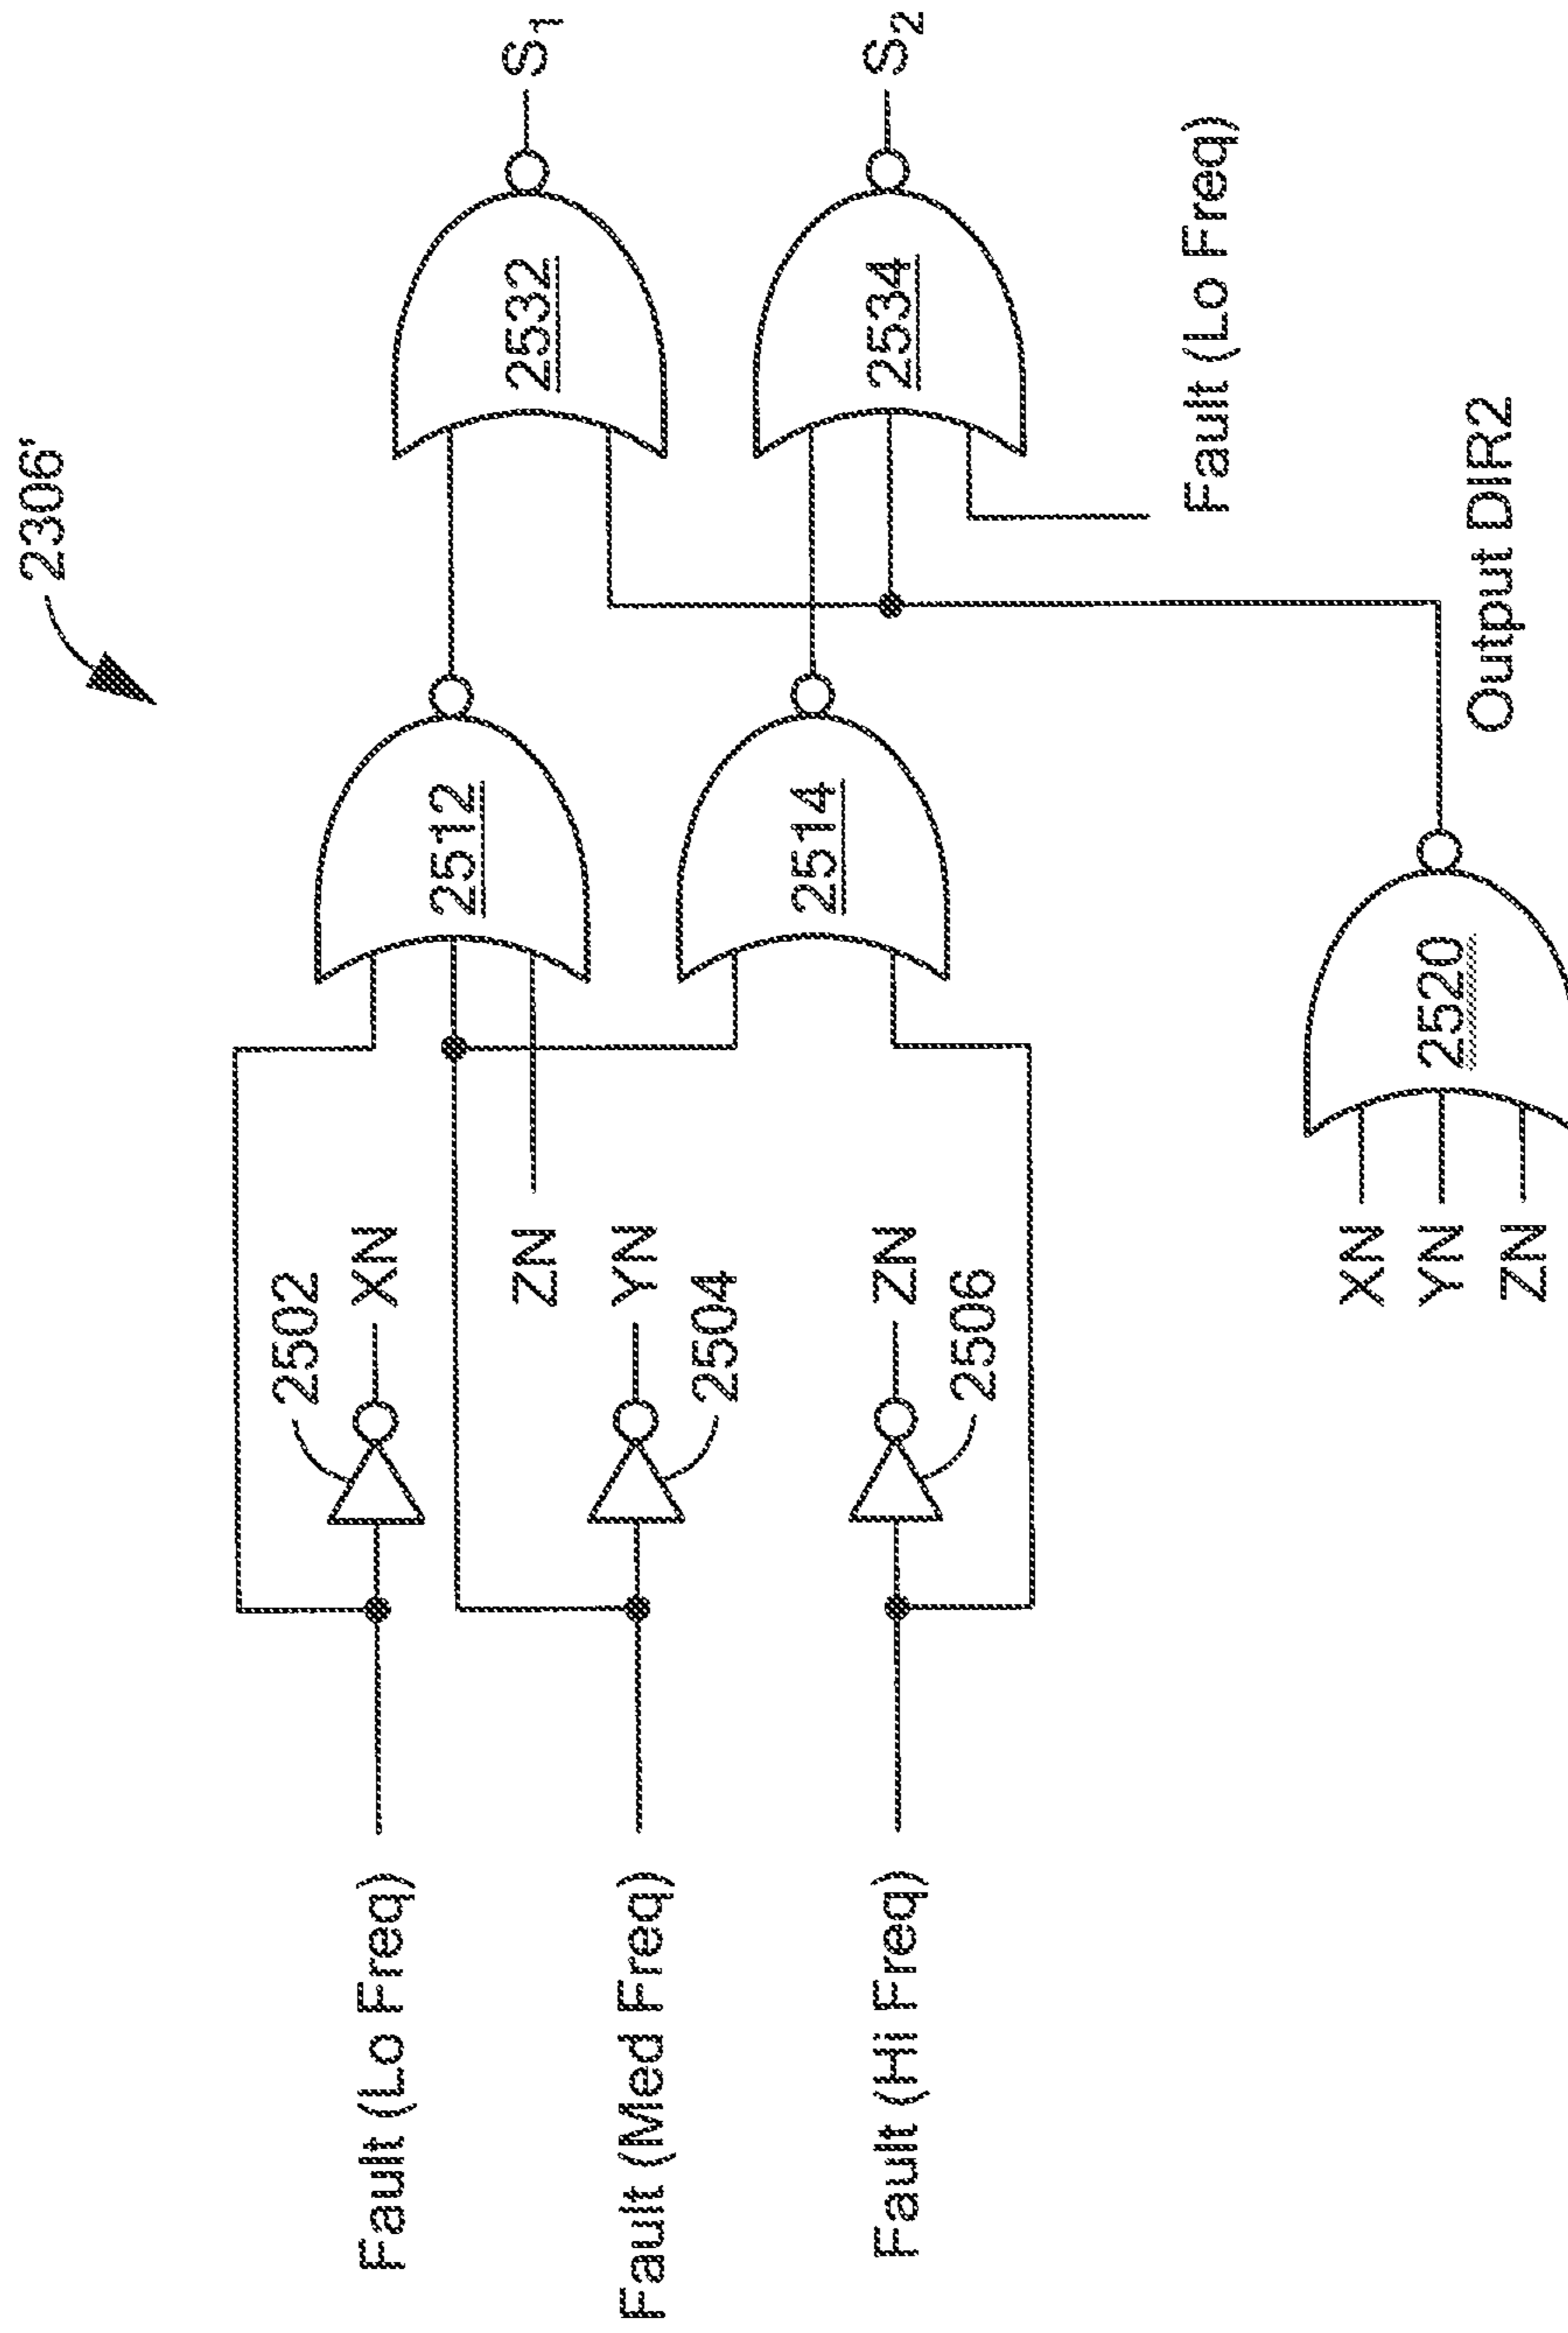 2306'
Fault (Lo Freq)
2502
XN
ZN
Fault (Med Freq)
YN
2504
Fault (Hi Freq)
ZN
2506
2512
2514
2532
S1
2534
S2
Fault (Lo Freq)
XN
YN
ZN
2520
Output DIR2